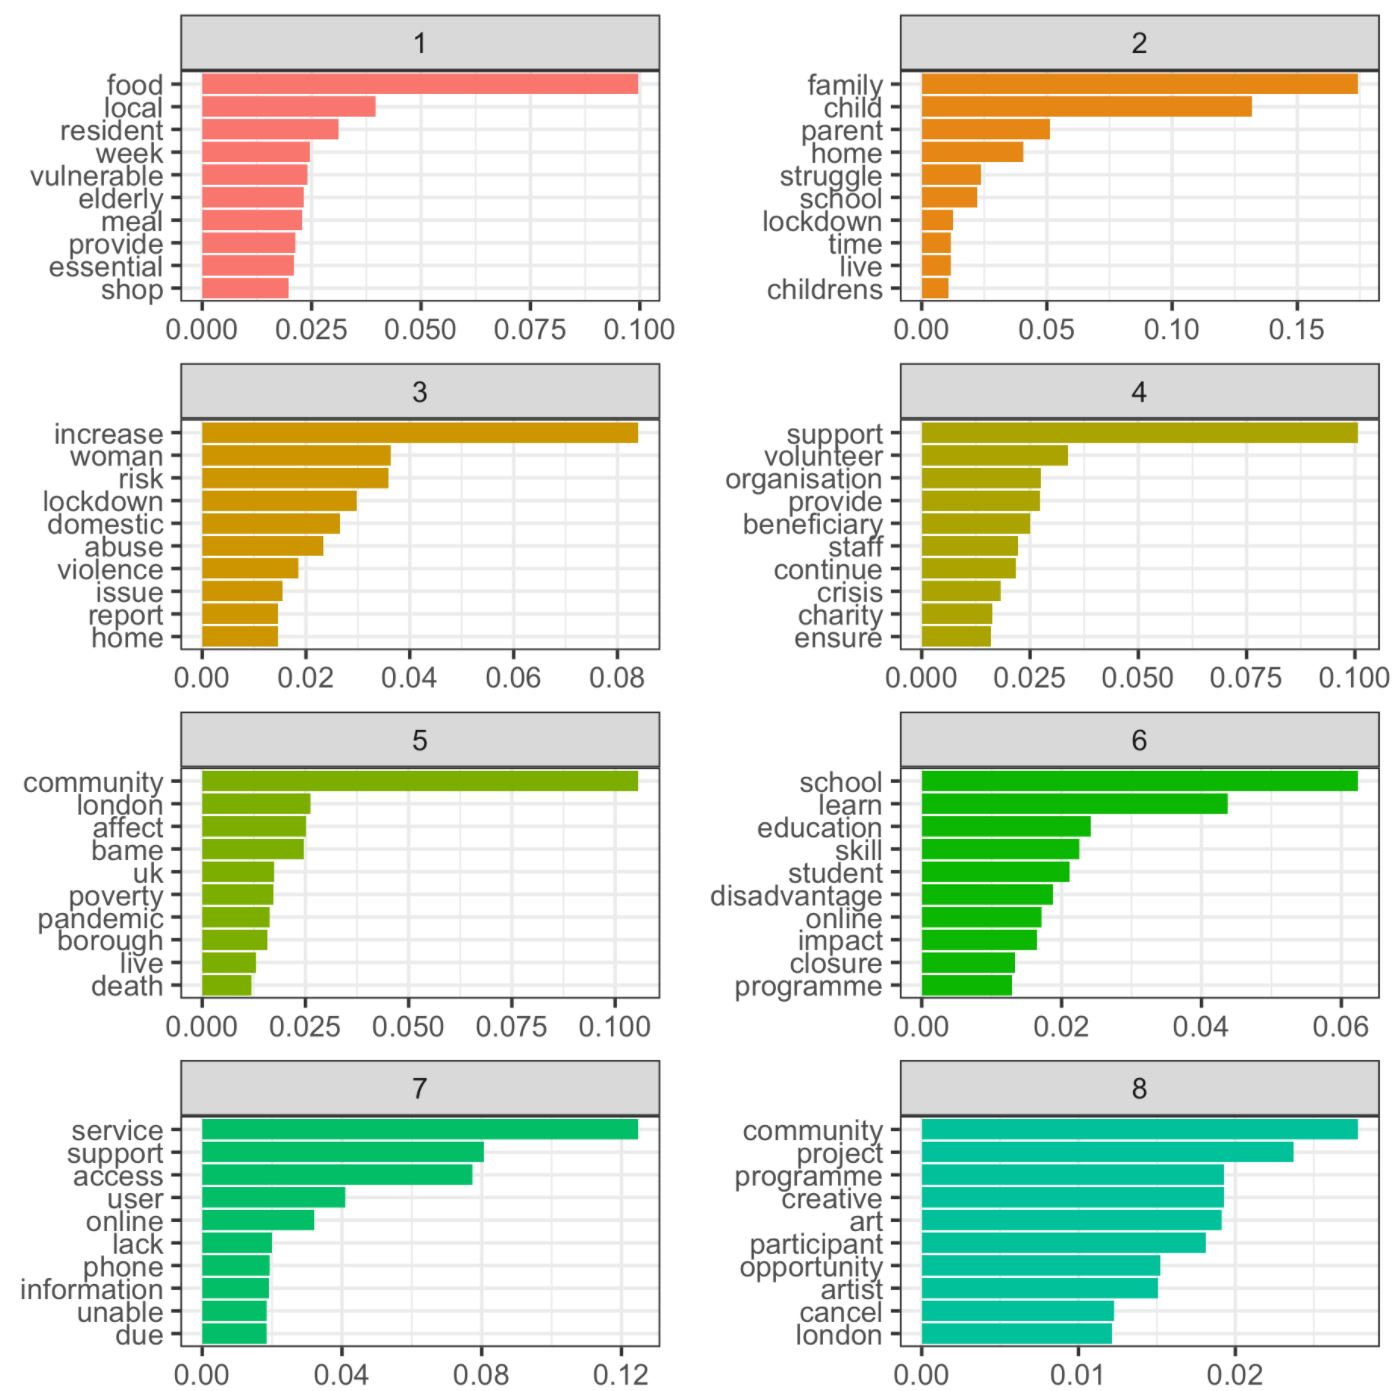 1
food
local
resident
week
vulnerable
elderly
meal
provide
essential
shop
0.000 0.025 0.050 0.075 0.100
2
family
child
parent
home
struggle
school
lockdown
time
live
childrens
0.00 0.05 0.10 0.15
3
increase
woman
risk
lockdown
domestic
abuse
violence
issue
report
home
0.00 0.02 0.04 0.06 0.08
4
support
volunteer
organisation
provide
beneficiary
staff
continue
crisis
charity
ensure
0.000 0.025 0.050 0.075 0.100
5
community
london
affect
bame
uk
poverty
pandemic
borough
live
death
0.000 0.025 0.050 0.075 0.100
6
school
learn
education
skill
student
disadvantage
online
impact
closure
programme
0.00 0.02 0.04 0.06
7
service
support
access
user
online
lack
phone
information
unable
due
0.00 0.04 0.08 0.12
8
community
project
programme
creative
art
participant
opportunity
artist
cancel
london
0.00 0.01 0.02